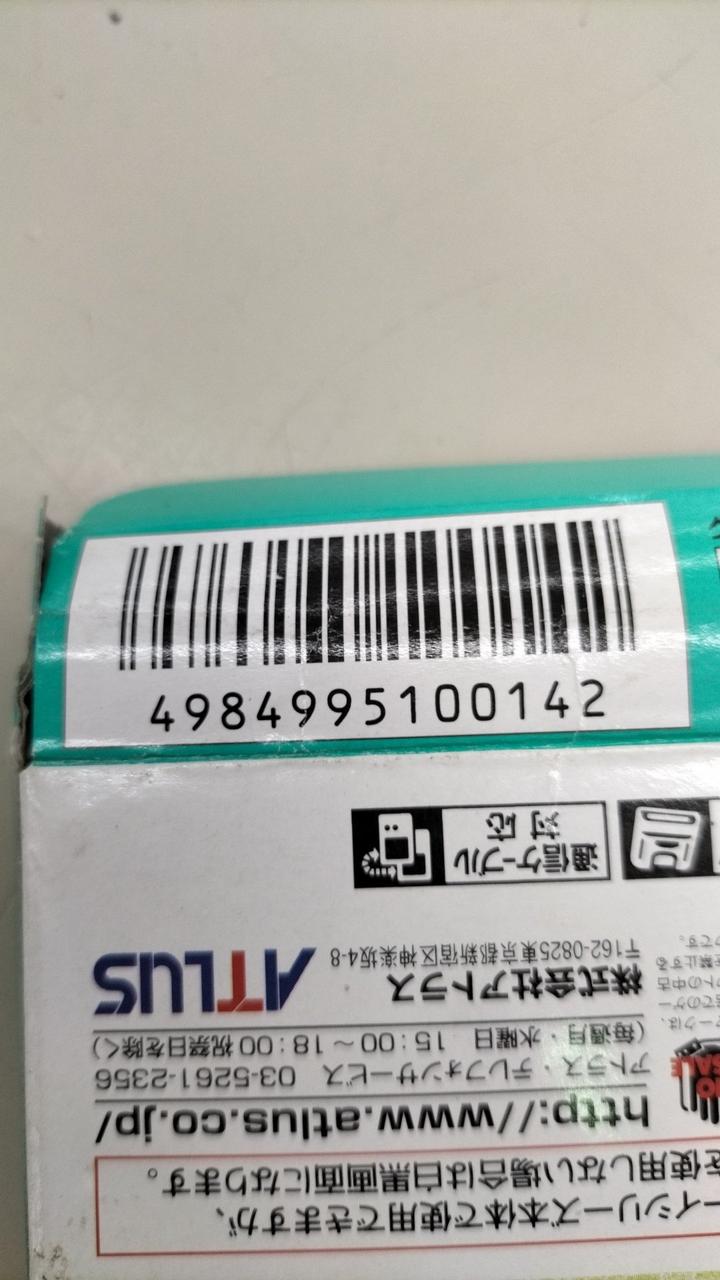 4984995100142
通信ケーブル
対応
〒162-0825東京都新宿区神楽坂4-8
株式会社アトラス
ATLUS
アトラス・テレフォンサービス 03-5261-2356
(毎週月・水曜日 15:00〜18:00 祝祭日を除く)
http://www.atlus.co.jp/
ーイシリーズ本体で使用できますが、
を使用しない場合は白黒画面になります。